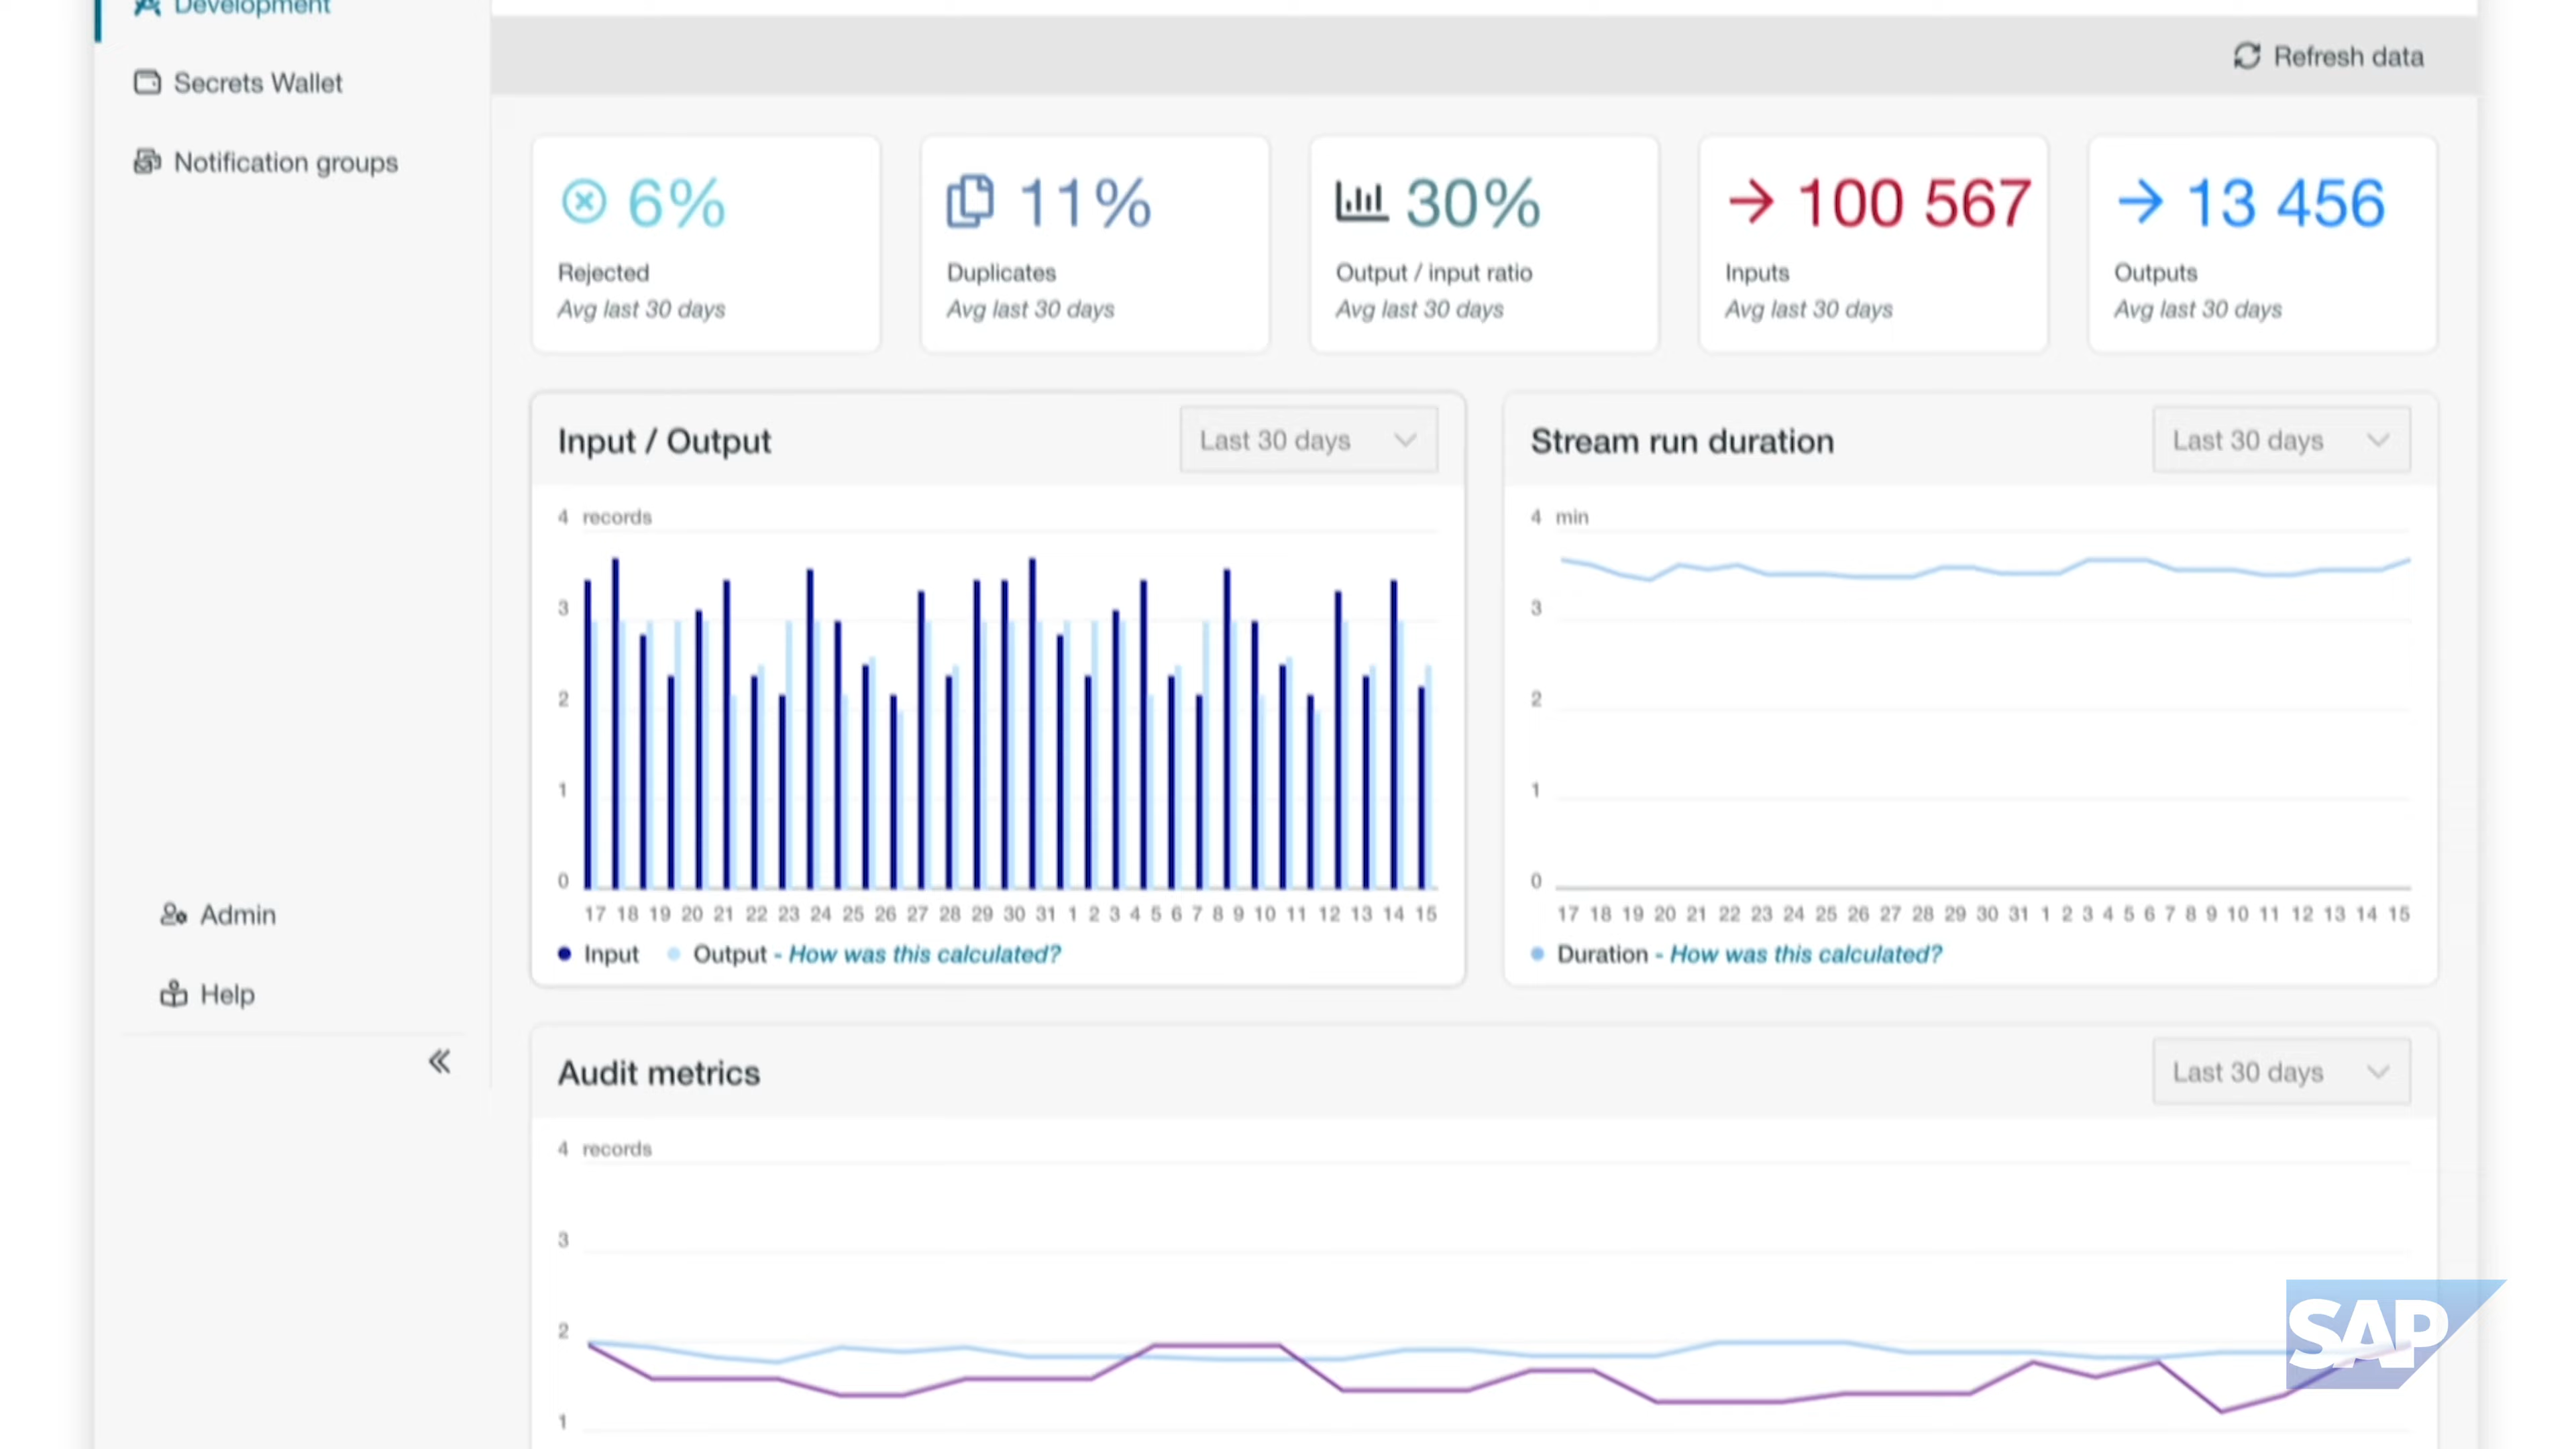 Development
Secrets Wallet
Notification groups
Admin
Help
Refresh data
6%
Rejected
Avg last 30 days
11%
Duplicates
Avg last 30 days
30%
Output / input ratio
Avg last 30 days
100 567
Inputs
Avg last 30 days
13 456
Outputs
Avg last 30 days
Input / Output
Last 30 days
4 records
3
2
1
0
17 18 19 20 21 22 23 24 25 26 27 28 29 30 31 1 2 3 4 5 6 7 8 9 10 11 12 13 14 15
Input Output - How was this calculated?
Stream run duration
Last 30 days
4 min
3
2
1
0
17 18 19 20 21 22 23 24 25 26 27 28 29 30 31 1 2 3 4 5 6 7 8 9 10 11 12 13 14 15
Duration - How was this calculated?
Audit metrics
Last 30 days
4 records
3
2
1
SAP